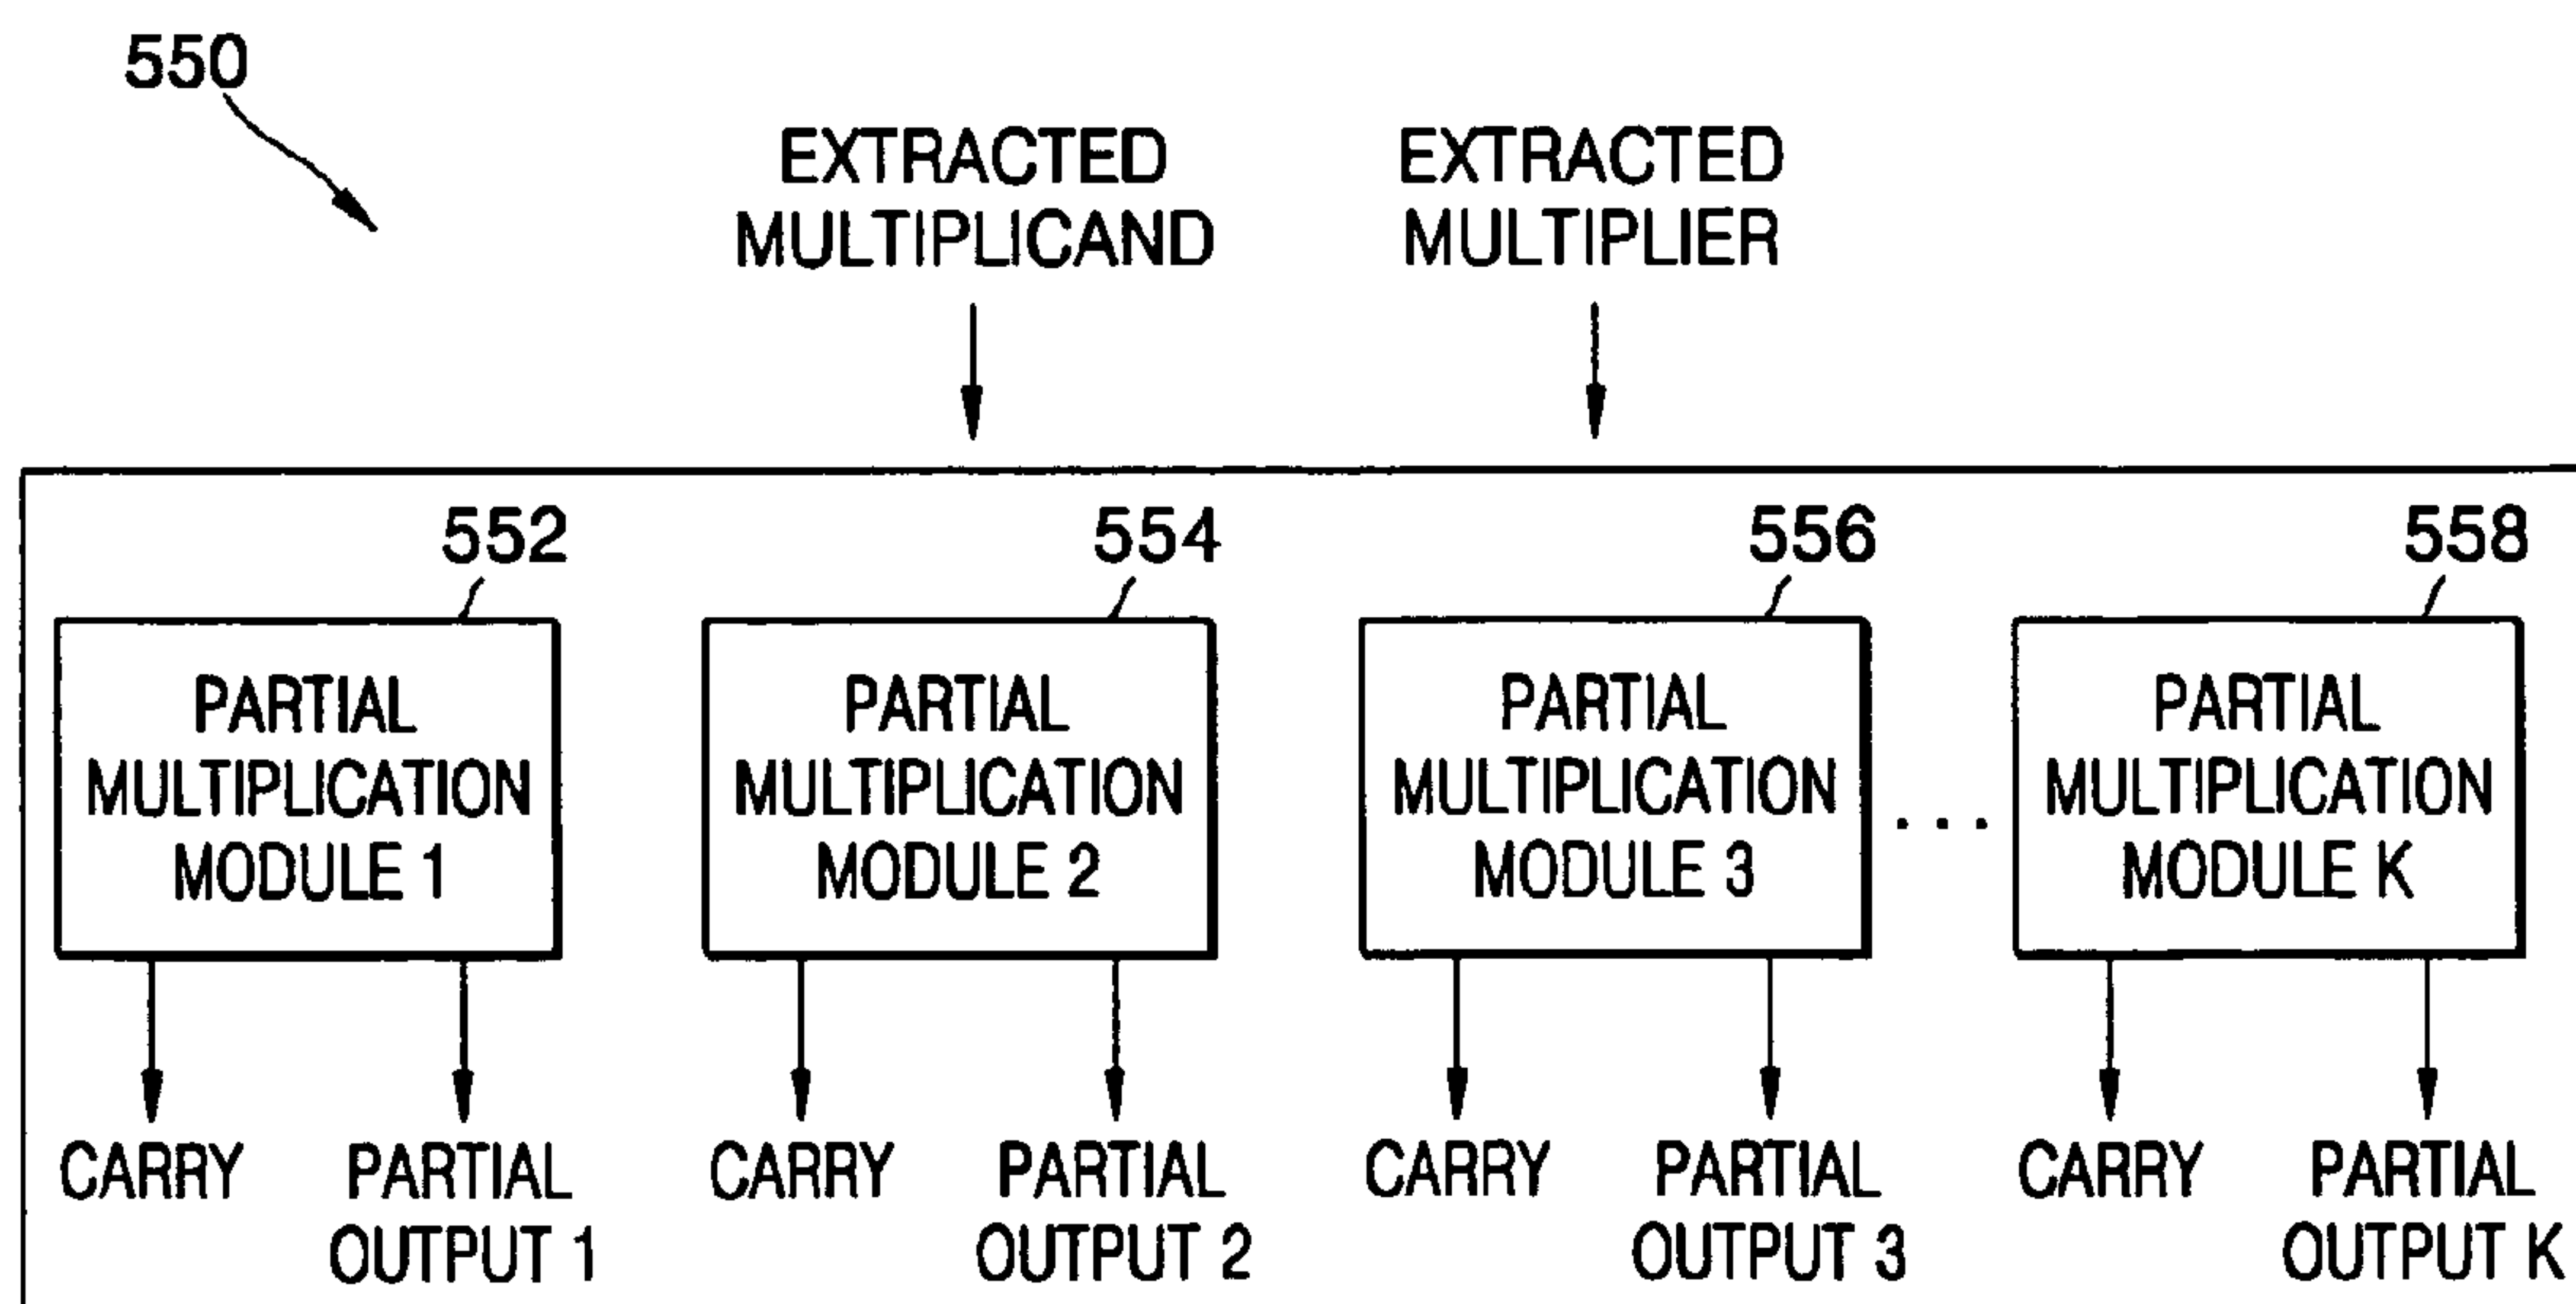 550
EXTRACTED
MULTIPLICAND
EXTRACTED
MULTIPLIER
552
554
556
558
PARTIAL
MULTIPLICATION
MODULE 1
PARTIAL
MULTIPLICATION
MODULE 2
PARTIAL
MULTIPLICATION
MODULE 3
...
PARTIAL
MULTIPLICATION
MODULE K
CARRY
PARTIAL
OUTPUT 1
CARRY
PARTIAL
OUTPUT 2
CARRY
PARTIAL
OUTPUT 3
CARRY
PARTIAL
OUTPUT K